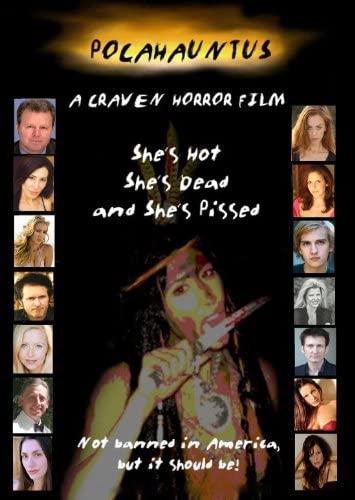 POCAHAUNTUS
A CRAVEN HORROR FILM
She's Hot
She's Dead
and She's Pissed
Not banned in America,
but it should be!